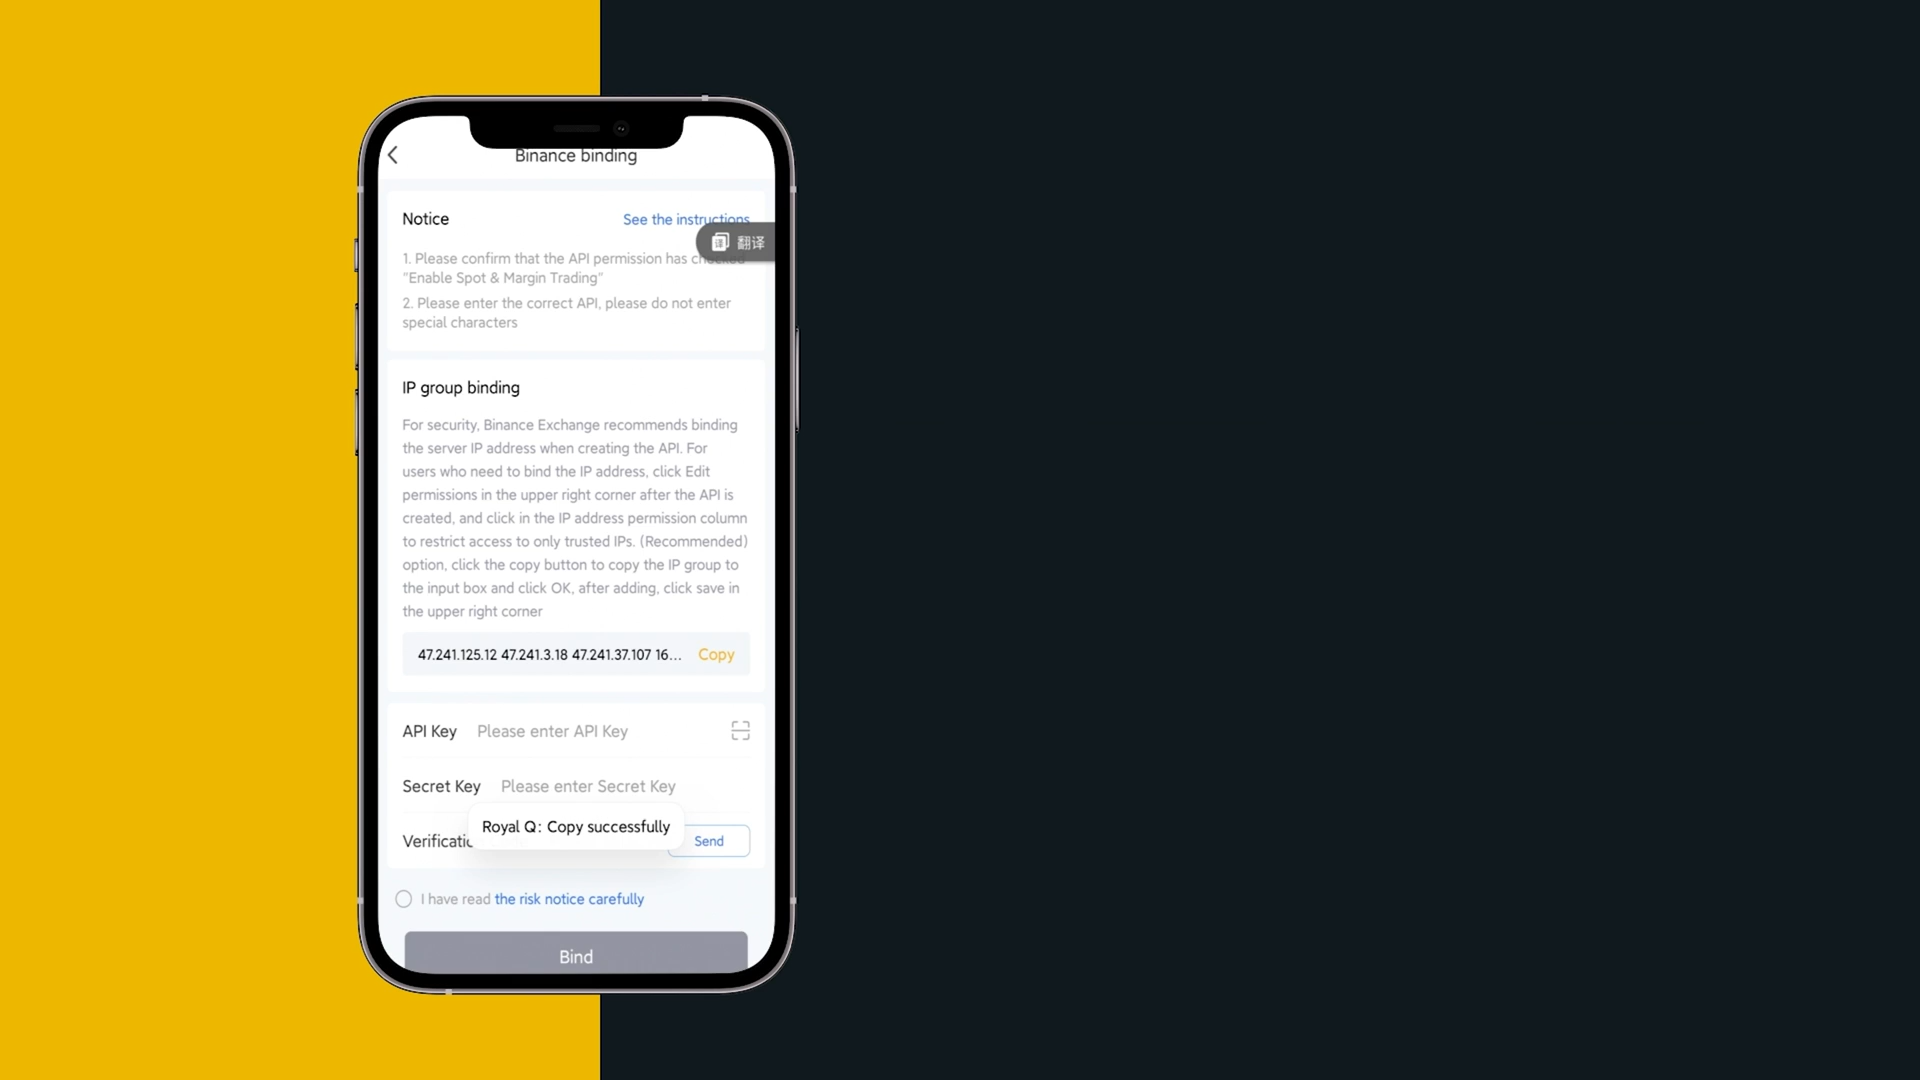 Binance binding
Notice
See the instructions
翻译
1. Please confirm that the API permission has checked
"Enable Spot & Margin Trading"
2. Please enter the correct API, please do not enter
special characters
IP group binding
For security, Binance Exchange recommends binding
the server IP address when creating the API. For
users who need to bind the IP address, click Edit
permissions in the upper right corner after the API is
created, and click in the IP address permission column
to restrict access to only trusted IPs. (Recommended)
option, click the copy button to copy the IP group to
the input box and click OK, after adding, click save in
the upper right corner
47.241.125.12 47.241.3.18 47.241.37.107 16... Copy
API Key Please enter API Key
Secret Key Please enter Secret Key
Royal Q: Copy successfully
Verificatio
Send
I have read the risk notice carefully
Bind